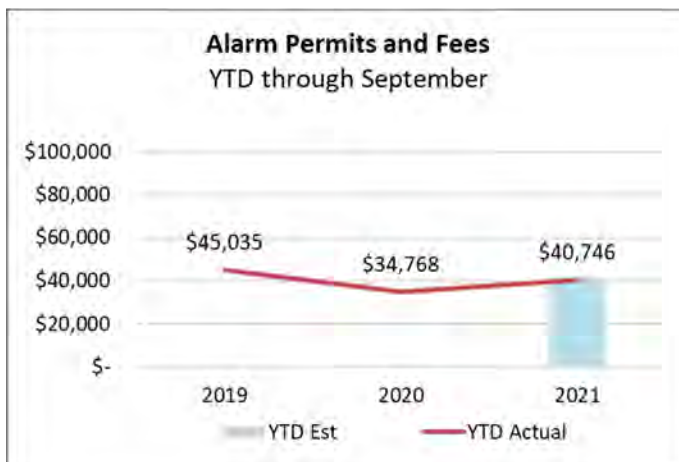 Alarm Permits and Fees
YTD through September
$100,000
$80,000
$60,000
$40,000
$20,000
$-
$45,035
$34,768
$40,746
2019 2020 2021
YTD Est YTD Actual